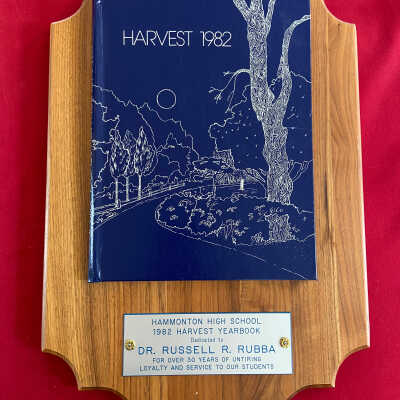 HARVEST 1982
HAMMONTON HIGH SCHOOL
1982 HARVEST YEARBOOK
Dedicated to
DR. RUSSELL R. RUBBA
FOR OVER 30 YEARS OF UNTIRING
LOYALTY AND SERVICE TO OUR STUDENTS